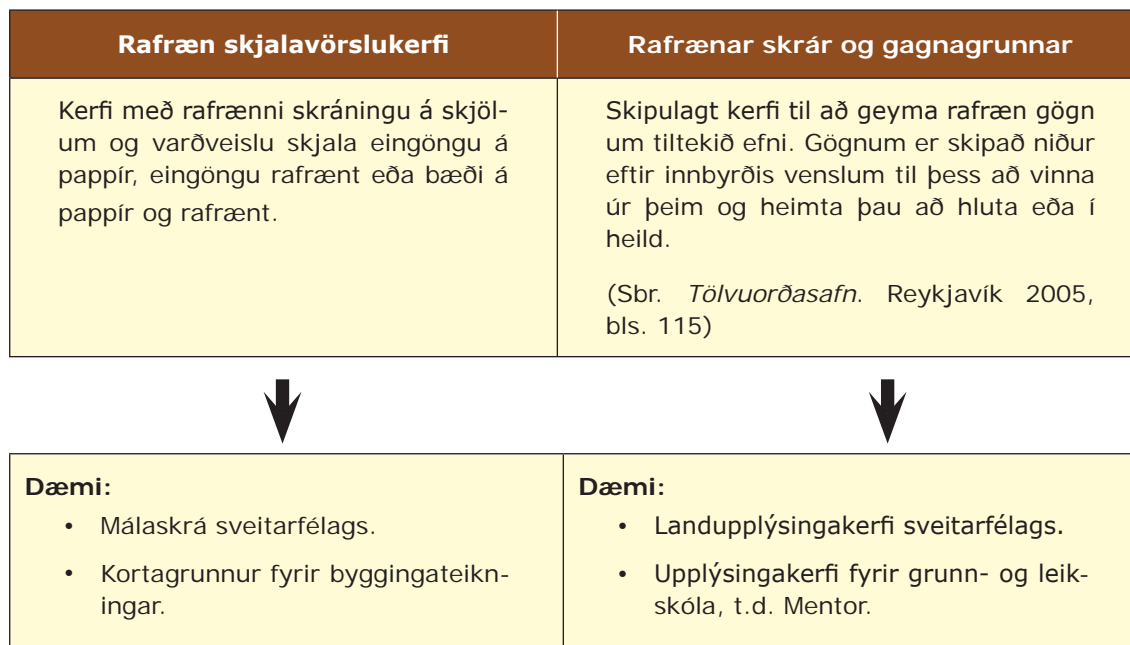 Rafræn skjalavörslukerfi
Kerfi með rafrænni skráningu á skjöl-
um og varðveislu skjala eingöngu á
pappír, eingöngu rafrænt eða bæði á
pappír og rafrænt.
Rafrænar skrár og gagnagrunnar
Skipulagt kerfi til að geyma rafræn gögn
um tiltekið efni. Gögnum er skipað niður
eftir innbyrðis venslum til þess að vinna
úr þeim og heimta þau að hluta eða í
heild.
(Sbr. Tölvuorðasafn. Reykjavík 2005,
bls. 115)
Dæmi:
• Málaskrá sveitarfélags.
• Kortagrunnur fyrir byggingateikn-
ingar.
Dæmi:
• Landupplýsingakerfi sveitarfélags.
• Upplýsingakerfi fyrir grunn- og leik-
skóla, t.d. Mentor.